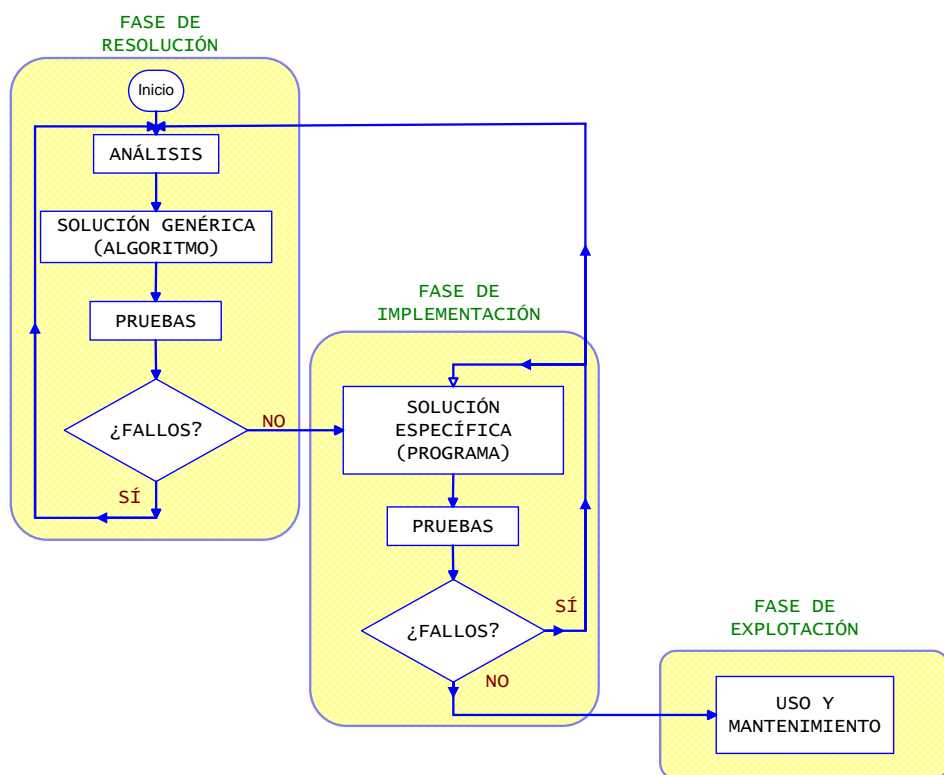 FASE DE
RESOLUCIÓN
Inicio
ANÁLISIS
SOLUCIÓN GENÉRICA
(ALGORITMO)
PRUEBAS
¿FALLOS?
NO
SÍ
FASE DE
IMPLEMENTACIÓN
SOLUCIÓN
ESPECÍFICA
(PROGRAMA)
PRUEBAS
¿FALLOS?
SÍ
NO
FASE DE
EXPLOTACIÓN
USO Y
MANTENIMIENTO